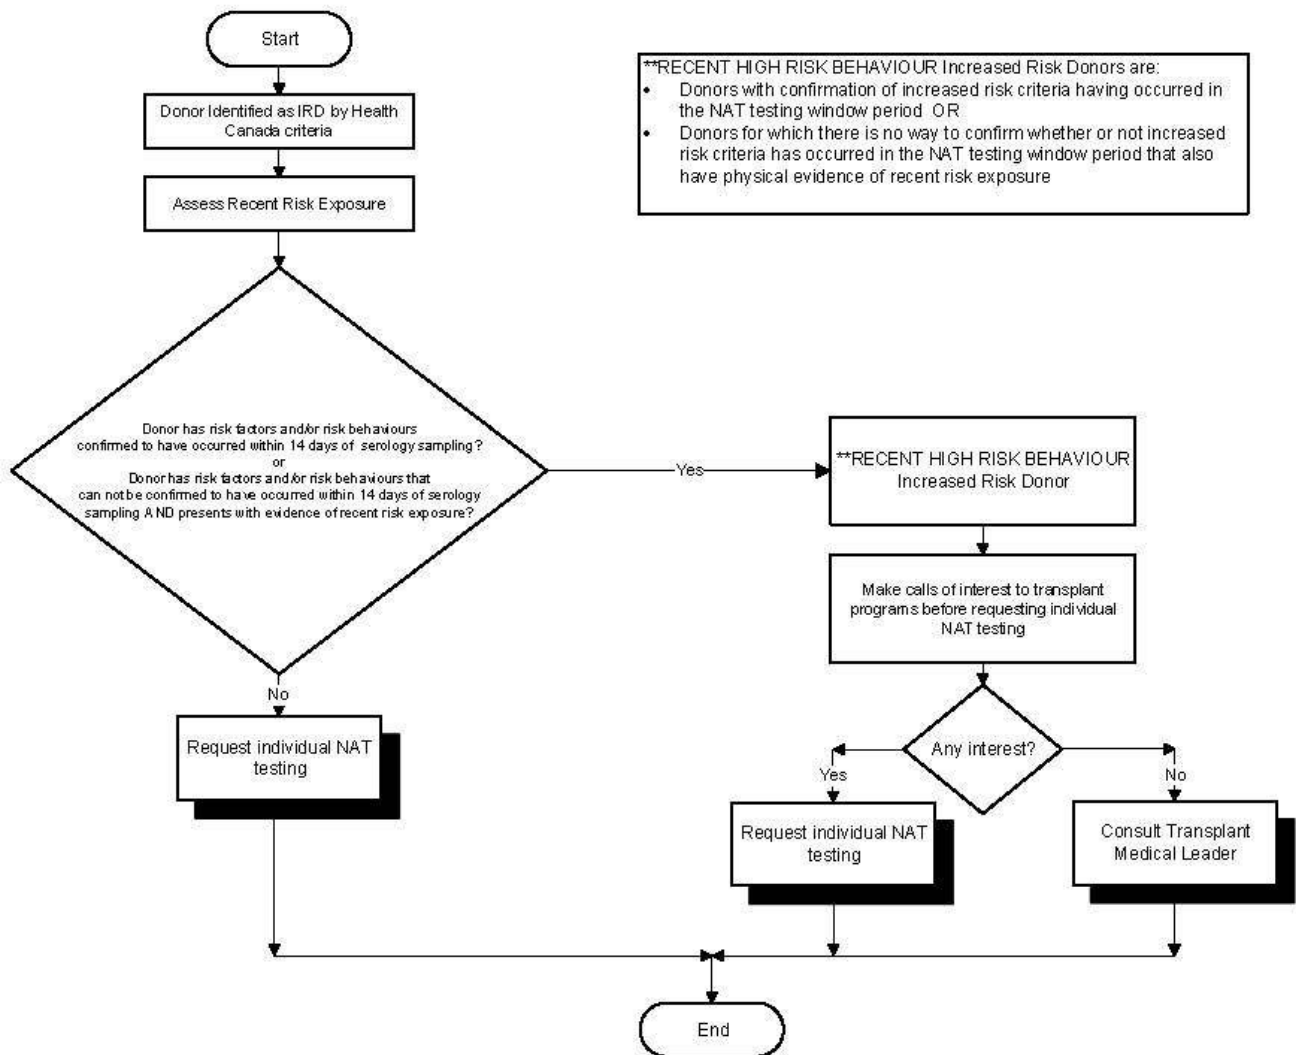 Start
Donor Identified as IRD by Health
Canada criteria
Assess Recent Risk Exposure
**RECENT HIGH RISK BEHAVIOUR Increased Risk Donors are:
• Donors with confirmation of increased risk criteria having occurred in
the NAT testing window period OR
• Donors for which there is no way to confirm whether or not increased
risk criteria has occurred in the NAT testing window period that also
have physical evidence of recent risk exposure
Donor has risk factors and/or risk behaviours
confirmed to have occurred within 14 days of serology sampling?
or
Donor has risk factors and/or risk behaviours that
can not be confirmed to have occurred within 14 days of serology
sampling AND presents with evidence of recent risk exposure?
Yes
**RECENT HIGH RISK BEHAVIOUR
Increased Risk Donor
Make calls of interest to transplant
programs before requesting individual
NAT testing
No
Request individual NAT
testing
Any interest?
Yes
No
Request individual NAT
testing
Consult Transplant
Medical Leader
End